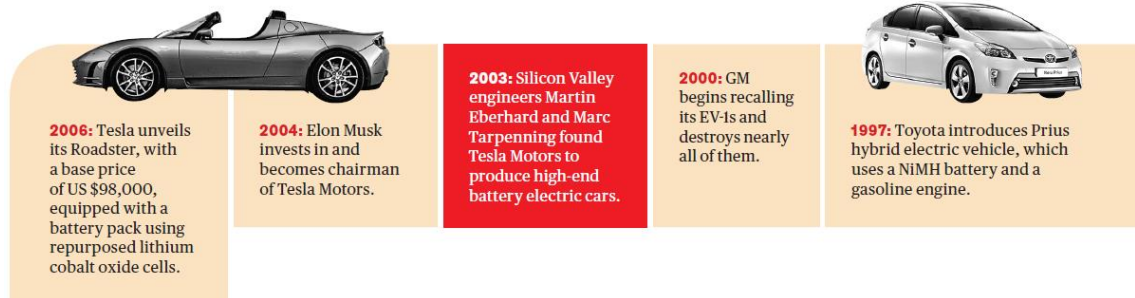 2006: Tesla unveils
its Roadster, with
a base price
of US $98,000,
equipped with a
battery pack using
repurposed lithium
cobalt oxide cells.
2004: Elon Musk
invests in and
becomes chairman
of Tesla Motors.
2003: Silicon Valley
engineers Martin
Eberhard and Marc
Tarpenning found
Tesla Motors to
produce high-end
battery electric cars.
2000: GM
begins recalling
its EV-1s and
destroys nearly
all of them.
1997: Toyota introduces Prius
hybrid electric vehicle, which
uses a NiMH battery and a
gasoline engine.